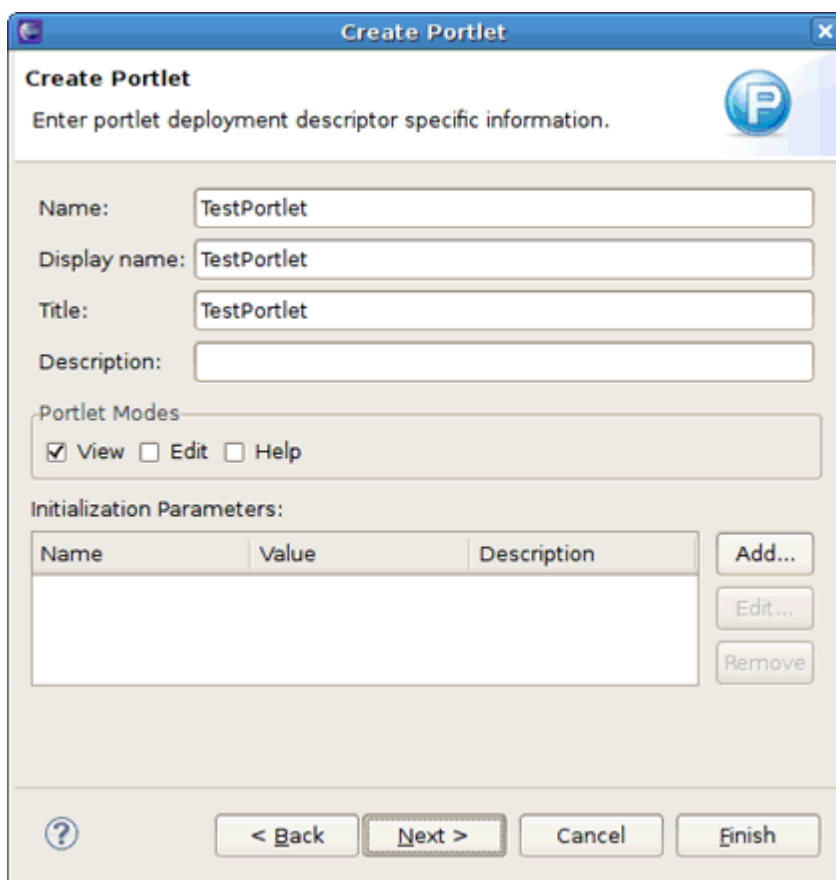 Create Portlet
Create Portlet
Enter portlet deployment descriptor specific information.
P
Name: TestPortlet
Display name: TestPortlet
Title: TestPortlet
Description:
Portlet Modes
View Edit Help
Initialization Parameters:
Name Value Description
Add...
Edit...
Remove
? < Back Next > Cancel Finish